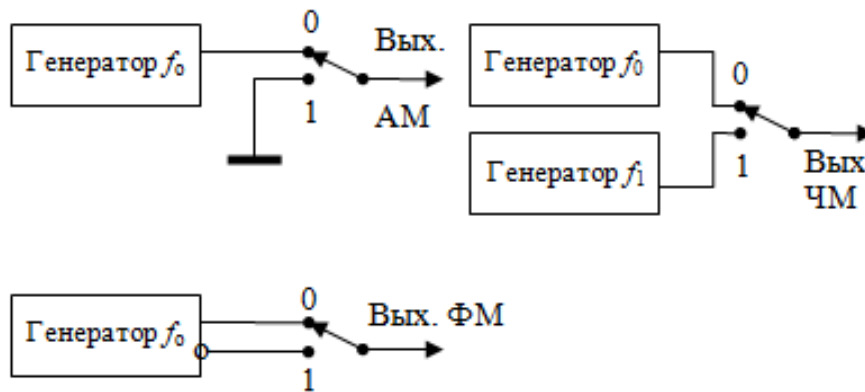 0
Генератор f₀
Вых.
1
АМ
Генератор f₀
0
Генератор f₁
1
Вых
ЧМ
0
Генератор f₀
Вых. ФМ
1